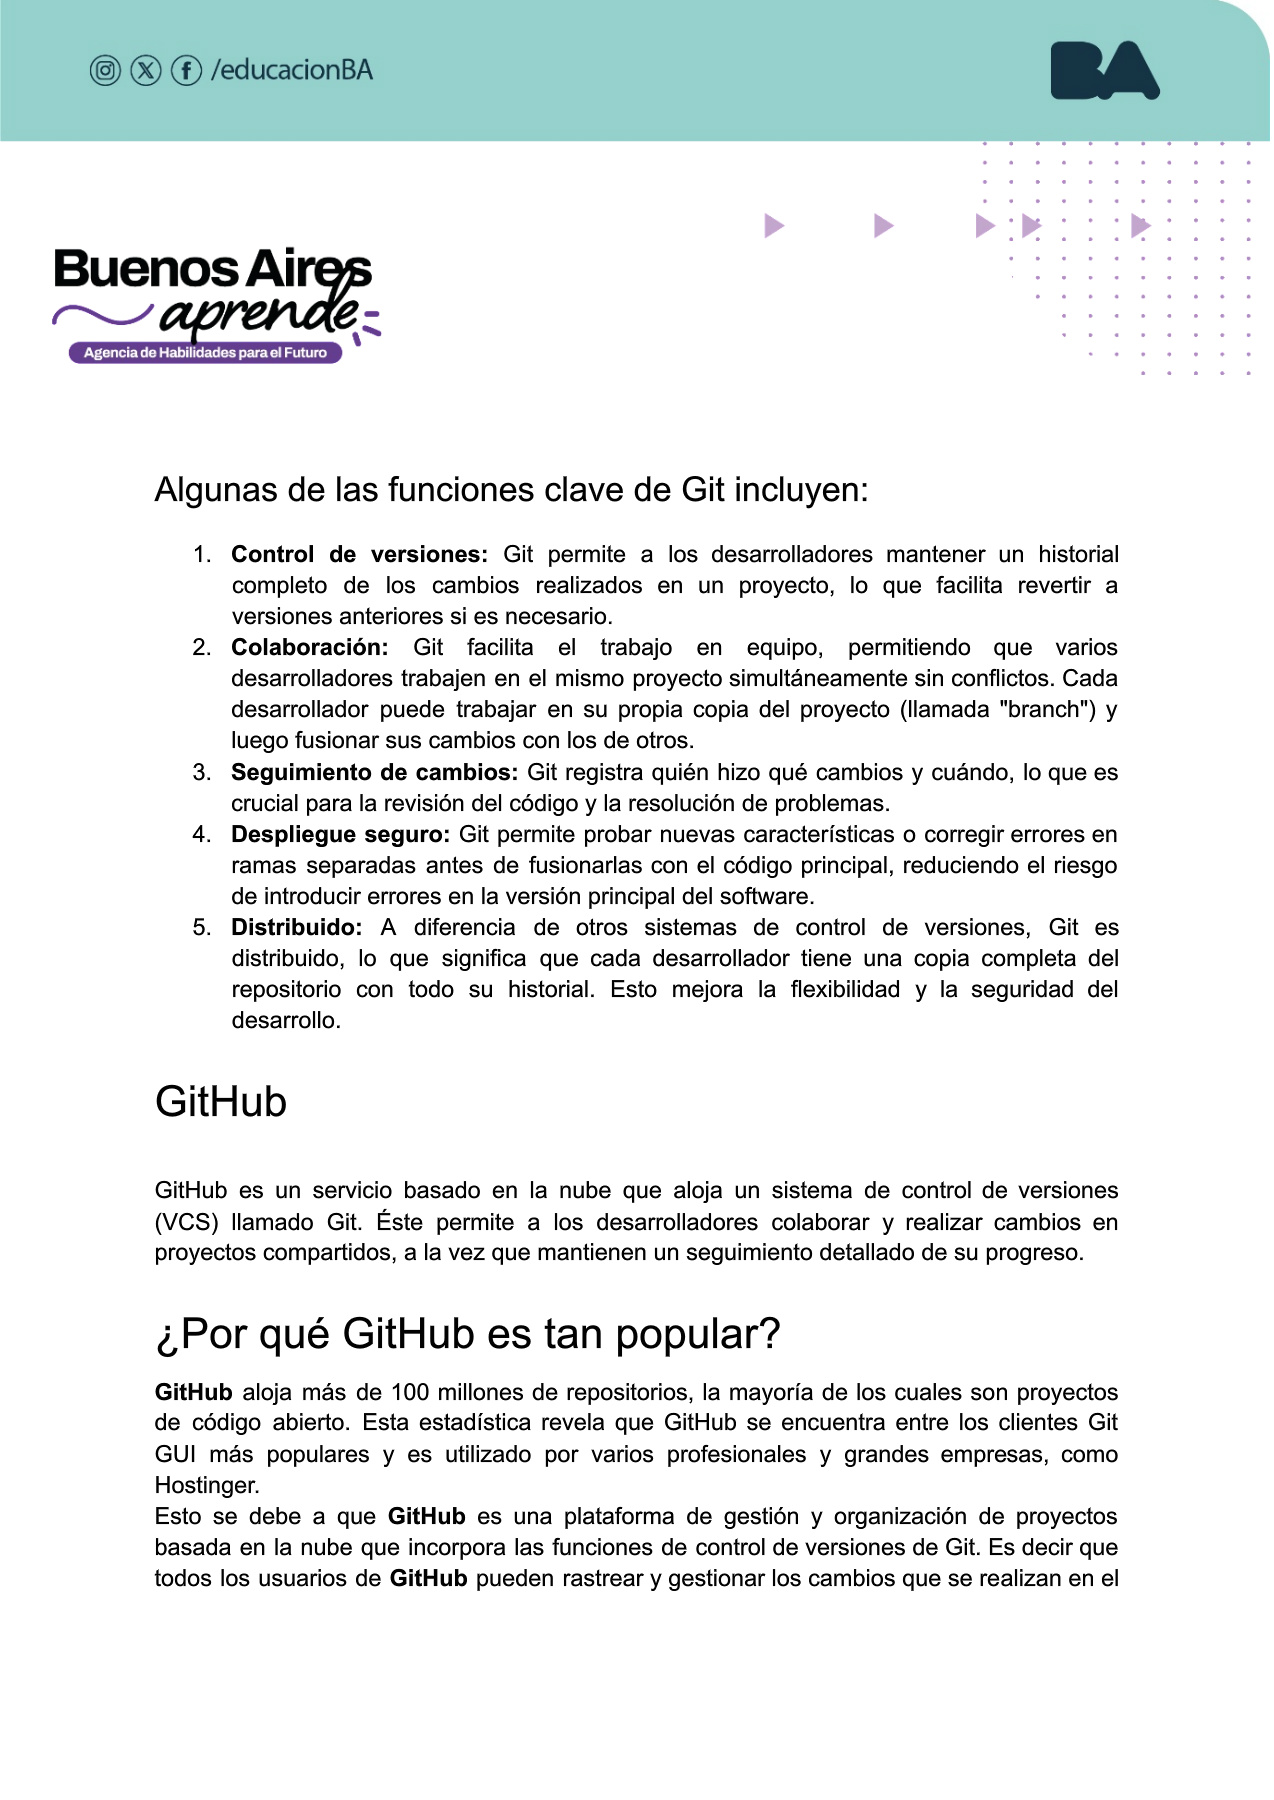 /educacionBA
BA
Buenos Aires
aprende
Agencia de Habilidades para el Futuro
Algunas de las funciones clave de Git incluyen:
1. Control de versiones: Git permite a los desarrolladores mantener un historial
completo de los cambios realizados en un proyecto, lo que facilita revertir a
versiones anteriores si es necesario.
2. Colaboración: Git facilita el trabajo en equipo, permitiendo que varios
desarrolladores trabajen en el mismo proyecto simultáneamente sin conflictos. Cada
desarrollador puede trabajar en su propia copia del proyecto (llamada "branch") y
luego fusionar sus cambios con los de otros.
3. Seguimiento de cambios: Git registra quién hizo qué cambios y cuándo, lo que es
crucial para la revisión del código y la resolución de problemas.
4. Despliegue seguro: Git permite probar nuevas características o corregir errores en
ramas separadas antes de fusionarlas con el código principal, reduciendo el riesgo
de introducir errores en la versión principal del software.
5. Distribuido: A diferencia de otros sistemas de control de versiones, Git es
distribuido, lo que significa que cada desarrollador tiene una copia completa del
repositorio con todo su historial. Esto mejora la flexibilidad y la seguridad del
desarrollo.
GitHub
GitHub es un servicio basado en la nube que aloja un sistema de control de versiones
(VCS) llamado Git. Éste permite a los desarrolladores colaborar y realizar cambios en
proyectos compartidos, a la vez que mantienen un seguimiento detallado de su progreso.
¿Por qué GitHub es tan popular?
GitHub aloja más de 100 millones de repositorios, la mayoría de los cuales son proyectos
de código abierto. Esta estadística revela que GitHub se encuentra entre los clientes Git
GUI más populares y es utilizado por varios profesionales y grandes empresas, como
Hostinger.
Esto se debe a que GitHub es una plataforma de gestión y organización de proyectos
basada en la nube que incorpora las funciones de control de versiones de Git. Es decir que
todos los usuarios de GitHub pueden rastrear y gestionar los cambios que se realizan en el